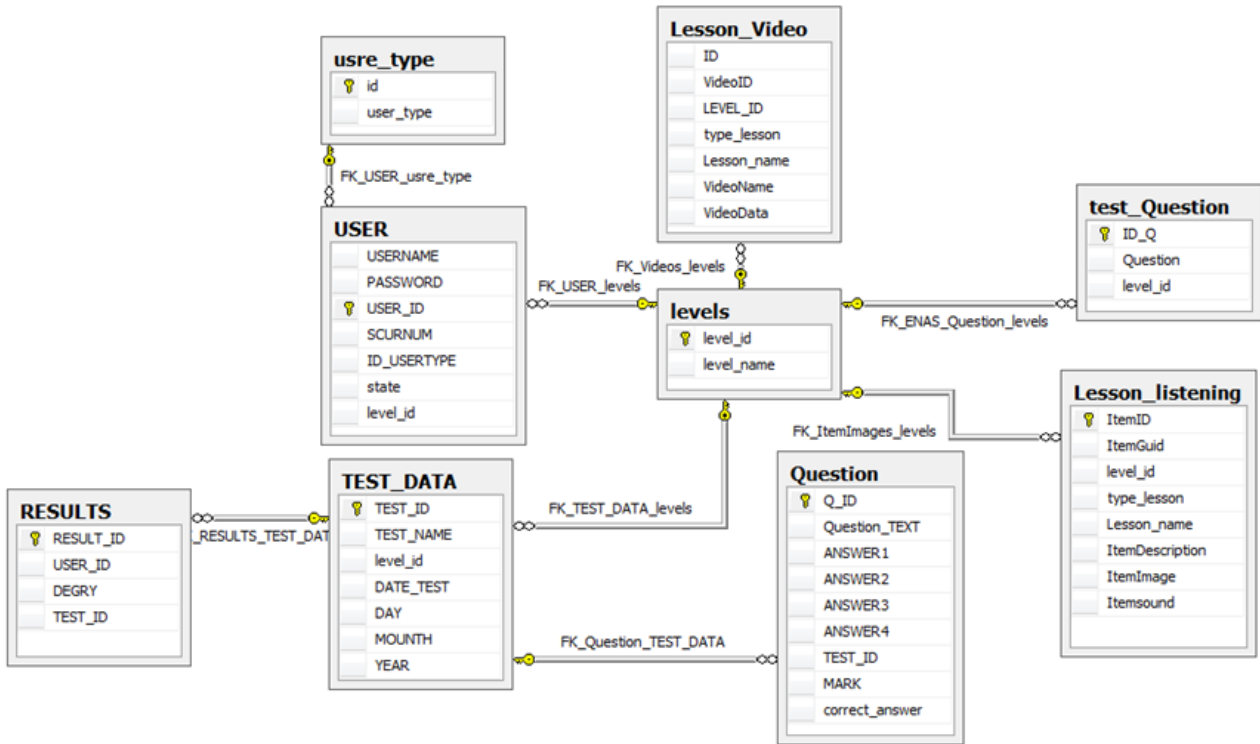 usre_type
id
user_type
FK_USER_usre_type
USER
USERNAME
PASSWORD
USER_ID
SCURNUM
ID_USERTYPE
state
level_id
FK_USER_levels
Lesson_Video
ID
VideoID
LEVEL_ID
type_lesson
Lesson_name
VideoName
VideoData
FK_Videos_levels
levels
level_id
level_name
test_Question
ID_Q
Question
level_id
FK_ENAS_Question_levels
Lesson_listening
ItemID
ItemGuid
level_id
type_lesson
Lesson_name
ItemDescription
ItemImage
Itemsound
FK_ItemImages_levels
RESULTS
RESULT_ID
USER_ID
DEGRY
TEST_ID
_RESULTS_TEST_DAT
TEST_DATA
TEST_ID
TEST_NAME
level_id
DATE_TEST
DAY
MOUNTH
YEAR
FK_TEST_DATA_levels
FK_Question_TEST_DATA
Question
Q_ID
Question_TEXT
ANSWER1
ANSWER2
ANSWER3
ANSWER4
TEST_ID
MARK
correct_answer